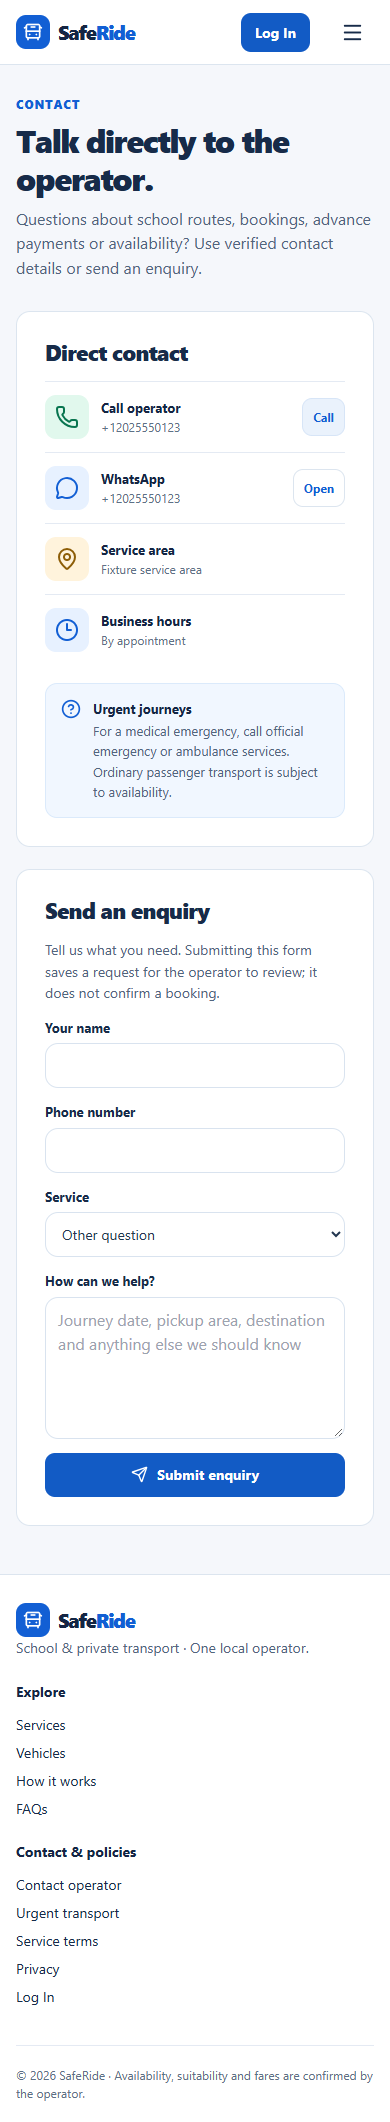 SafeRide
Log In
CONTACT
Talk directly to the
operator.
Questions about school routes, bookings, advance
payments or availability? Use verified contact
details or send an enquiry.
Direct contact
Call operator
+12025550123
Call
WhatsApp
+12025550123
Open
Service area
Fixture service area
Business hours
By appointment
Urgent journeys
For a medical emergency, call official
emergency or ambulance services.
Ordinary passenger transport is subject
to availability.
Send an enquiry
Tell us what you need. Submitting this form
saves a request for the operator to review; it
does not confirm a booking.
Your name
Phone number
Service
Other question
How can we help?
Journey date, pickup area, destination
and anything else we should know
Submit enquiry
SafeRide
School & private transport · One local operator.
Explore
Services
Vehicles
How it works
FAQs
Contact & policies
Contact operator
Urgent transport
Service terms
Privacy
Log In
© 2026 SafeRide · Availability, suitability and fares are confirmed by
the operator.